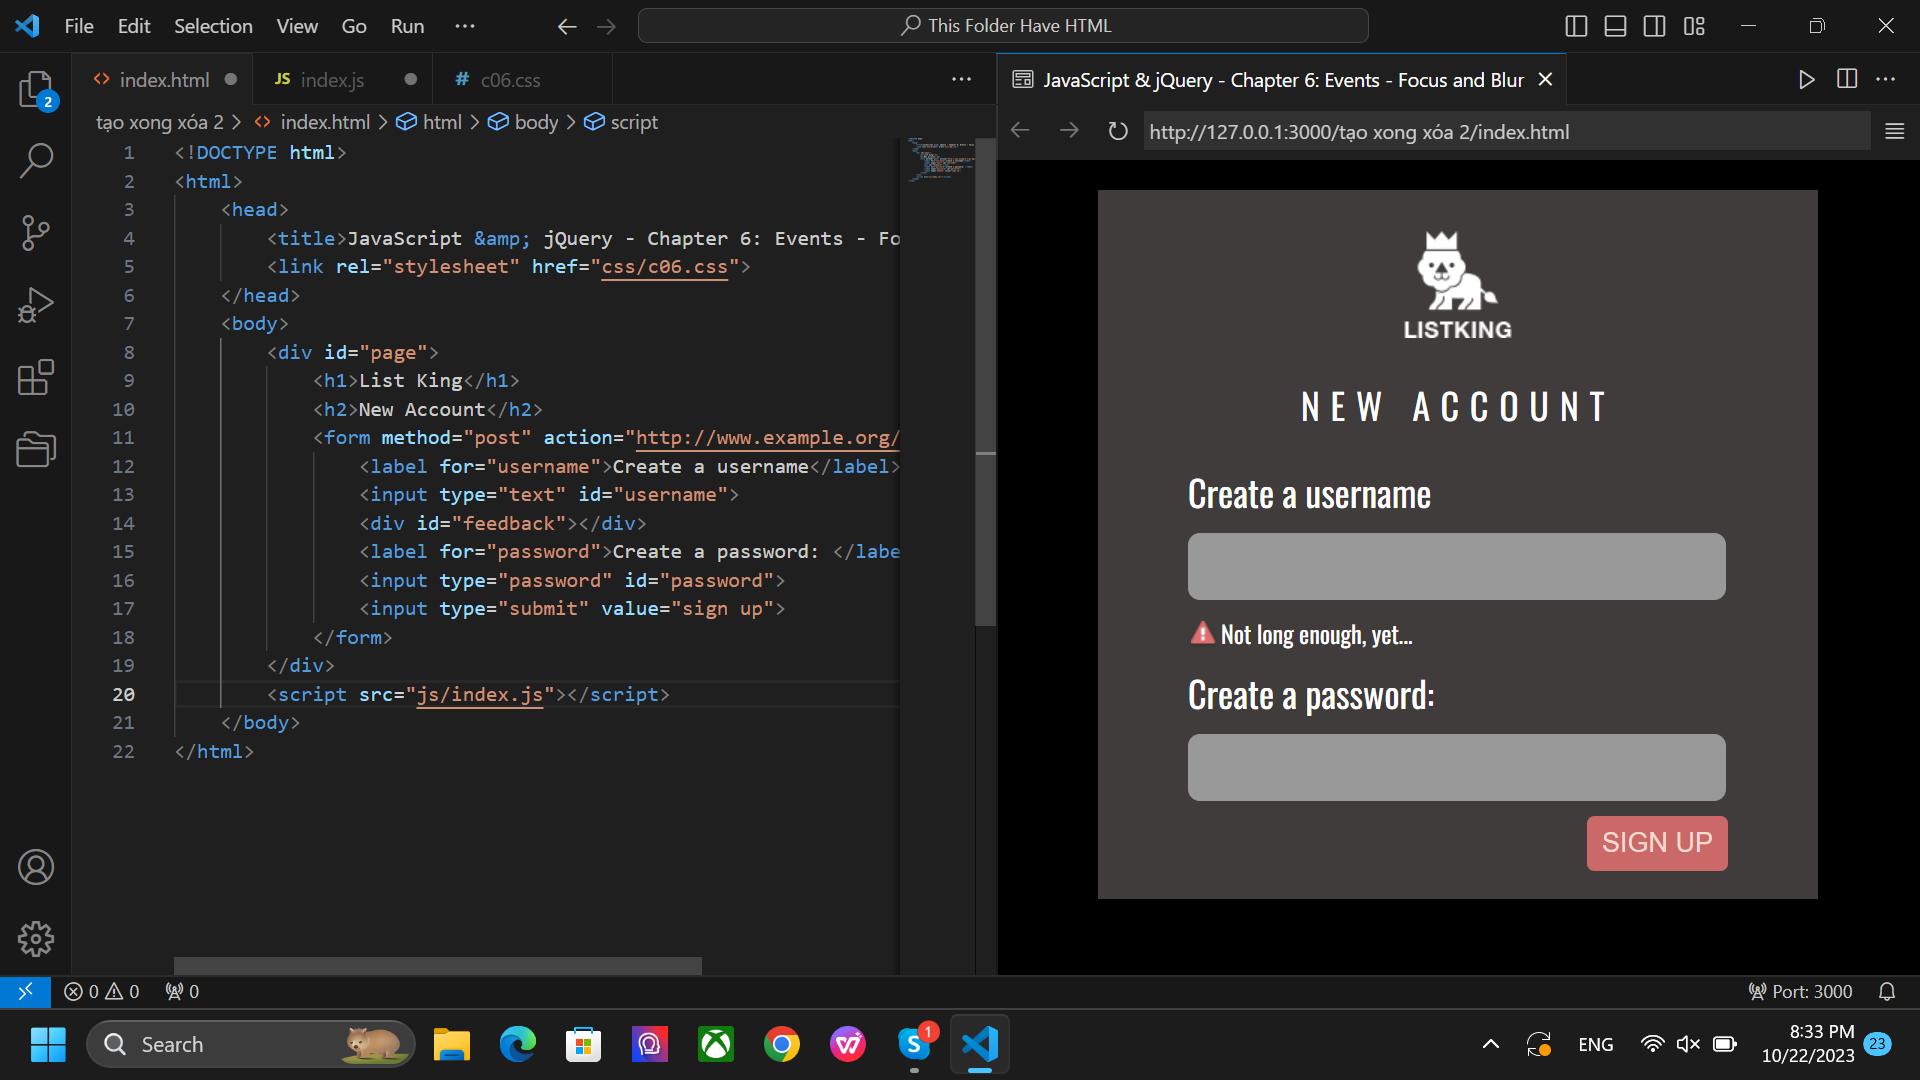 File Edit Selection View Go Run ···
This Folder Have HTML
index.html
JS index.js
# c06.css
JavaScript & jQuery - Chapter 6: Events - Focus and Blur
2
tạo xong xóa 2 > index.html > html > body > script
http://127.0.0.1:3000/tạo xong xóa 2/index.html
1 <!DOCTYPE html>
2 <html>
3 <head>
4 <title>JavaScript &amp; jQuery - Chapter 6: Events - Fo
5 <link rel="stylesheet" href="css/c06.css">
6 </head>
7 <body>
8 <div id="page">
9 <h1>List King</h1>
10 <h2>New Account</h2>
11 <form method="post" action="http://www.example.org/
12 <label for="username">Create a username</label>
13 <input type="text" id="username">
14 <div id="feedback"></div>
15 <label for="password">Create a password: </labe
16 <input type="password" id="password">
17 <input type="submit" value="sign up">
18 </form>
19 </div>
20 <script src="js/index.js"></script>
21 </body>
22 </html>
LISTKING
NEW ACCOUNT
Create a username
Not long enough, yet...
Create a password:
SIGN UP
0 0 0
Port: 3000
Search
1
ENG
8:33 PM
10/22/2023
23